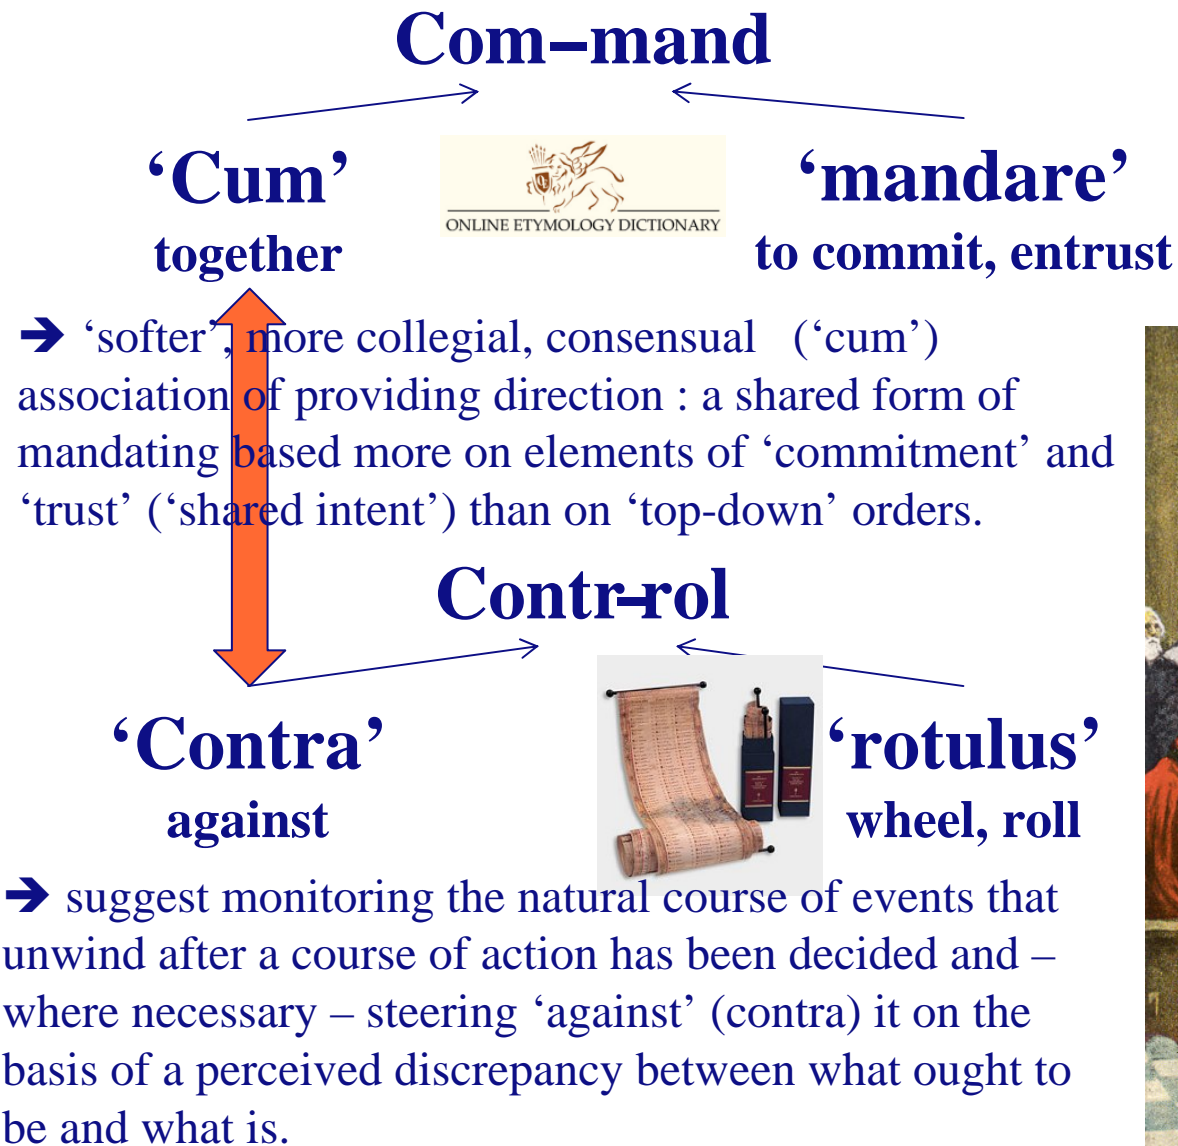 Com–mand
‘Cum’
together
ONLINE ETYMOLOGY DICTIONARY
‘mandare’
to commit, entrust
➔ ‘softer’, more collegial, consensual (‘cum’)
association of providing direction : a shared form of
mandating based more on elements of ‘commitment’ and
‘trust’ (‘shared intent’) than on ‘top-down’ orders.
Contr–rol
‘Contra’
against
‘rotulus’
wheel, roll
➔ suggest monitoring the natural course of events that
unwind after a course of action has been decided and –
where necessary – steering ‘against’ (contra) it on the
basis of a perceived discrepancy between what ought to
be and what is.